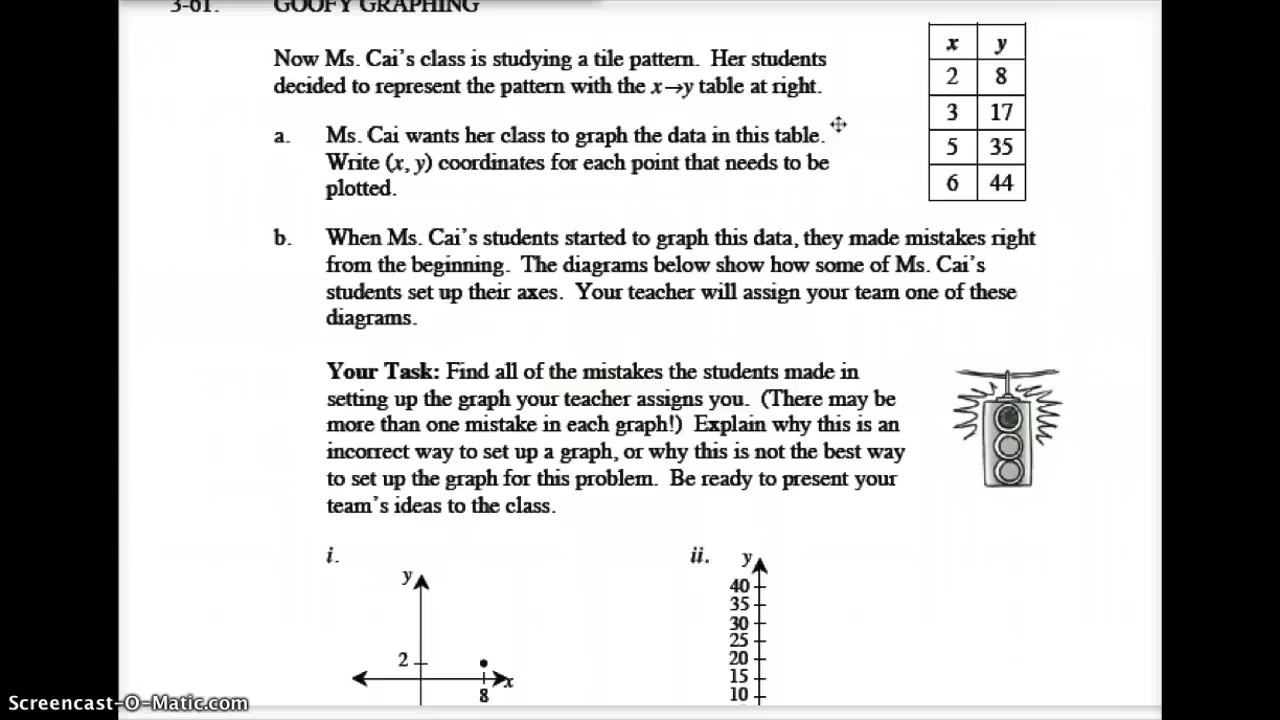 3-61. GOOFY GRAPHING
Now Ms. Cai's class is studying a tile pattern. Her students
decided to represent the pattern with the x→y table at right.
x y
2 8
3 17
5 35
6 44
a. Ms. Cai wants her class to graph the data in this table.
Write (x, y) coordinates for each point that needs to be
plotted.
b. When Ms. Cai's students started to graph this data, they made mistakes right
from the beginning. The diagrams below show how some of Ms. Cai's
students set up their axes. Your teacher will assign your team one of these
diagrams.
Your Task: Find all of the mistakes the students made in
setting up the graph your teacher assigns you. (There may be
more than one mistake in each graph!) Explain why this is an
incorrect way to set up a graph, or why this is not the best way
to set up the graph for this problem. Be ready to present your
team's ideas to the class.
i.
y
2
x
8
ii.
y
40
35
30
25
20
15
10
Screencast-O-Matic.com